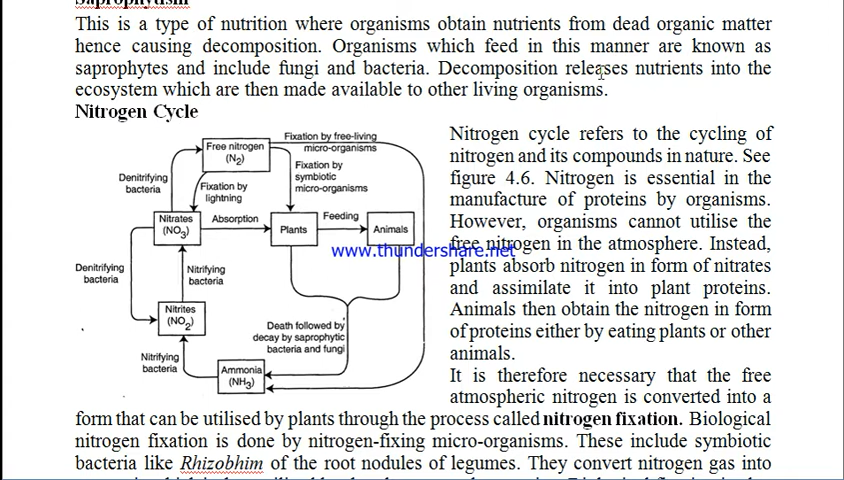 Saprophytism
This is a type of nutrition where organisms obtain nutrients from dead organic matter
hence causing decomposition. Organisms which feed in this manner are known as
saprophytes and include fungi and bacteria. Decomposition releases nutrients into the
ecosystem which are then made available to other living organisms.
Nitrogen Cycle
Free nitrogen
(N2)
Fixation by free-living
micro-organisms
Fixation by
symbiotic
micro-organisms
Denitrifying
bacteria
Fixation by
lightning
Nitrates
(NO3)
Absorption
Plants
Feeding
Animals
www.thundershare.net
Denitrifying
bacteria
Nitrifying
bacteria
Nitrites
(NO2)
Death followed by
decay by saprophytic
bacteria and fungi
Nitrifying
bacteria
Ammonia
(NH3)
Nitrogen cycle refers to the cycling of
nitrogen and its compounds in nature. See
figure 4.6. Nitrogen is essential in the
manufacture of proteins by organisms.
However, organisms cannot utilise the
free nitrogen in the atmosphere. Instead,
plants absorb nitrogen in form of nitrates
and assimilate it into plant proteins.
Animals then obtain the nitrogen in form
of proteins either by eating plants or other
animals.
It is therefore necessary that the free
atmospheric nitrogen is converted into a
form that can be utilised by plants through the process called nitrogen fixation. Biological
nitrogen fixation is done by nitrogen-fixing micro-organisms. These include symbiotic
bacteria like Rhizobhim of the root nodules of legumes. They convert nitrogen gas into